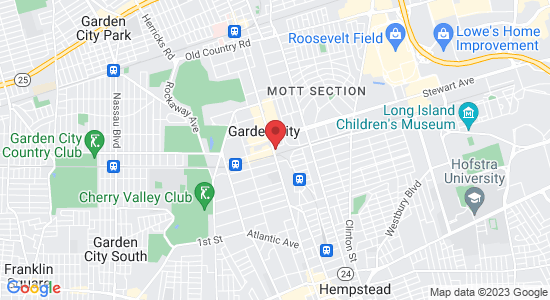 Garden
City Park
Herricks Rd
Old Country Rd
Roosevelt Field
Lowe's Home
Improvement
25
Nassau Blvd
Rockaway Ave
MOTT SECTION
Stewart Ave
Long Island
Children's Museum
Garden City
Garden City
Country Club
Hofstra
University
Cherry Valley Club
Westbury Blvd
Clinton St
1st St
Atlantic Ave
Garden
City South
Franklin
Square
24
Hempstead
Google
Map data ©2023 Google